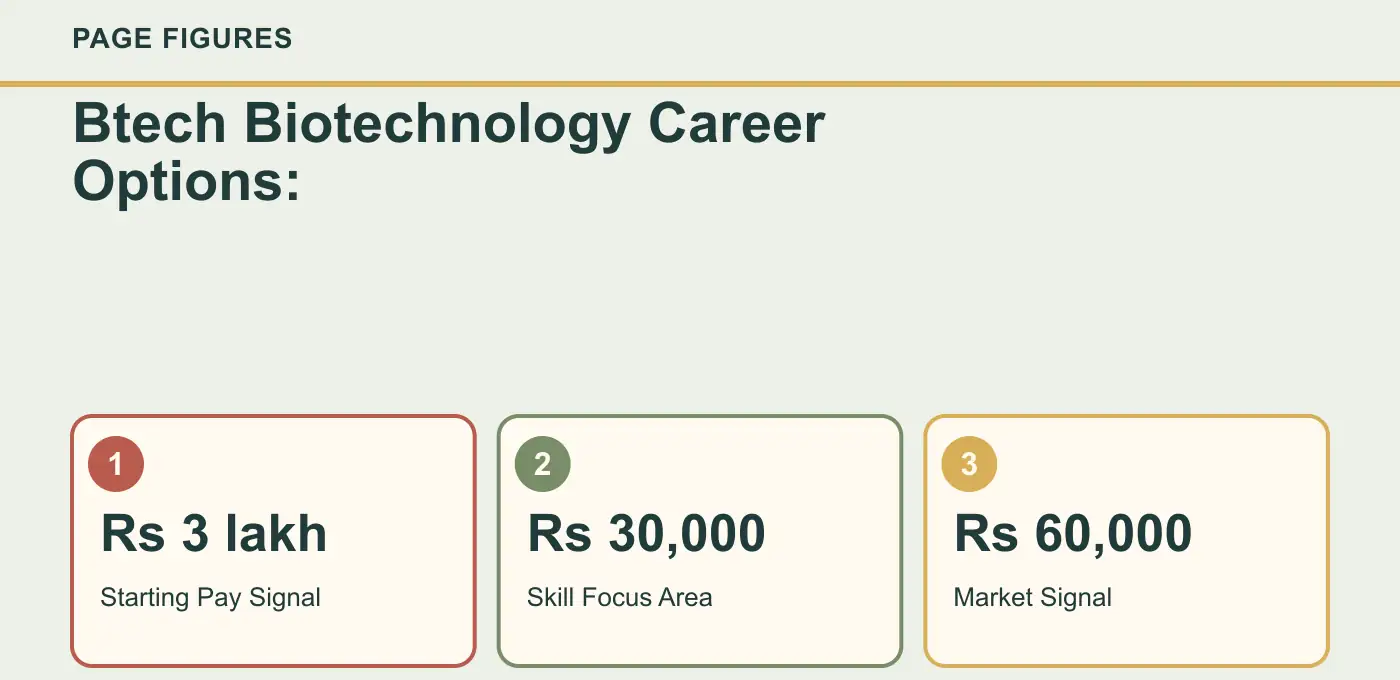 PAGE FIGURES
Btech Biotechnology Career
Options:
1
Rs 3 lakh
Starting Pay Signal
2
Rs 30,000
Skill Focus Area
3
Rs 60,000
Market Signal